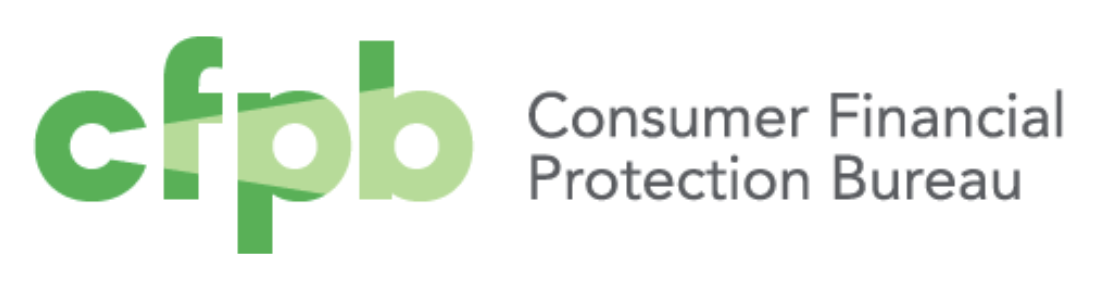 cfpb
Consumer Financial
Protection Bureau